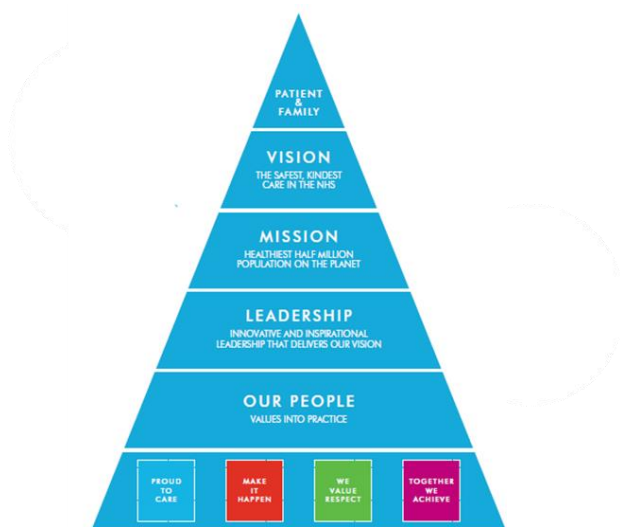 PATIENT
&
FAMILY
VISION
THE SAFEST, KINDEST
CARE IN THE NHS
MISSION
HEALTHIEST HALF MILLION
POPULATION ON THE PLANET
LEADERSHIP
INNOVATIVE AND INSPIRATIONAL
LEADERSHIP THAT DELIVERS OUR VISION
OUR PEOPLE
VALUES INTO PRACTICE
PROUD
TO
CARE
MAKE
IT
HAPPEN
WE
VALUE
RESPECT
TOGETHER
WE
ACHIEVE